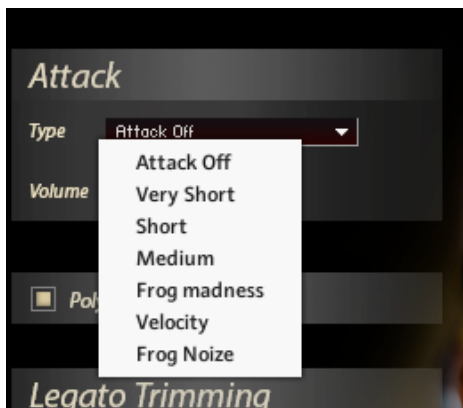 Attack
Type Attack Off
Attack Off
Volume
Very Short
Short
Medium
Frog madness
Velocity
Frog Noize
Legato Trimming